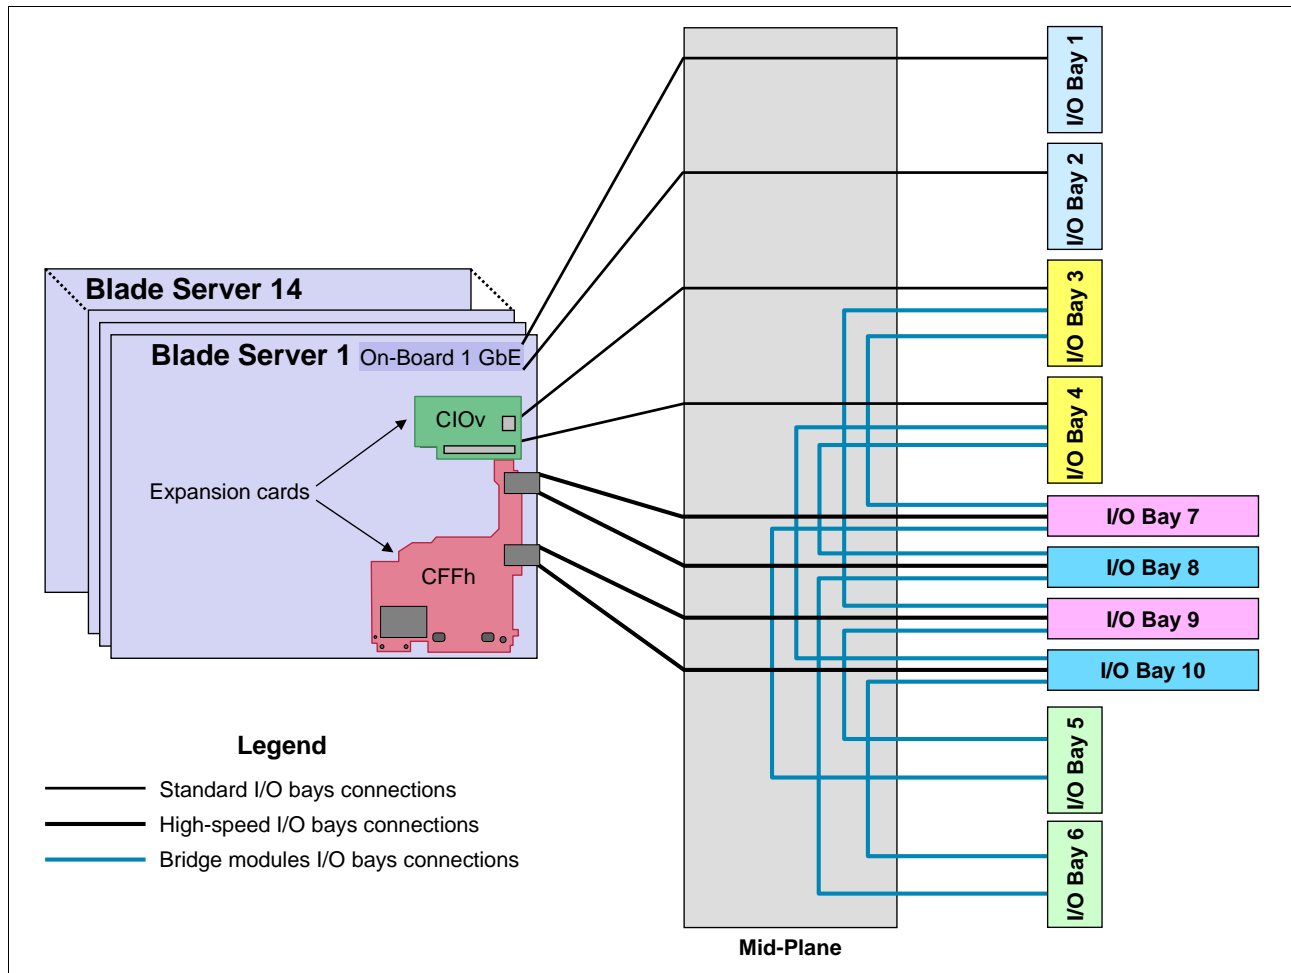 Blade Server 14
Blade Server 1 On-Board 1 GbE
CIOv
Expansion cards
CFFh
Legend
Standard I/O bays connections
High-speed I/O bays connections
Bridge modules I/O bays connections
Mid-Plane
I/O Bay 1
I/O Bay 2
I/O Bay 3
I/O Bay 4
I/O Bay 7
I/O Bay 8
I/O Bay 9
I/O Bay 10
I/O Bay 5
I/O Bay 6